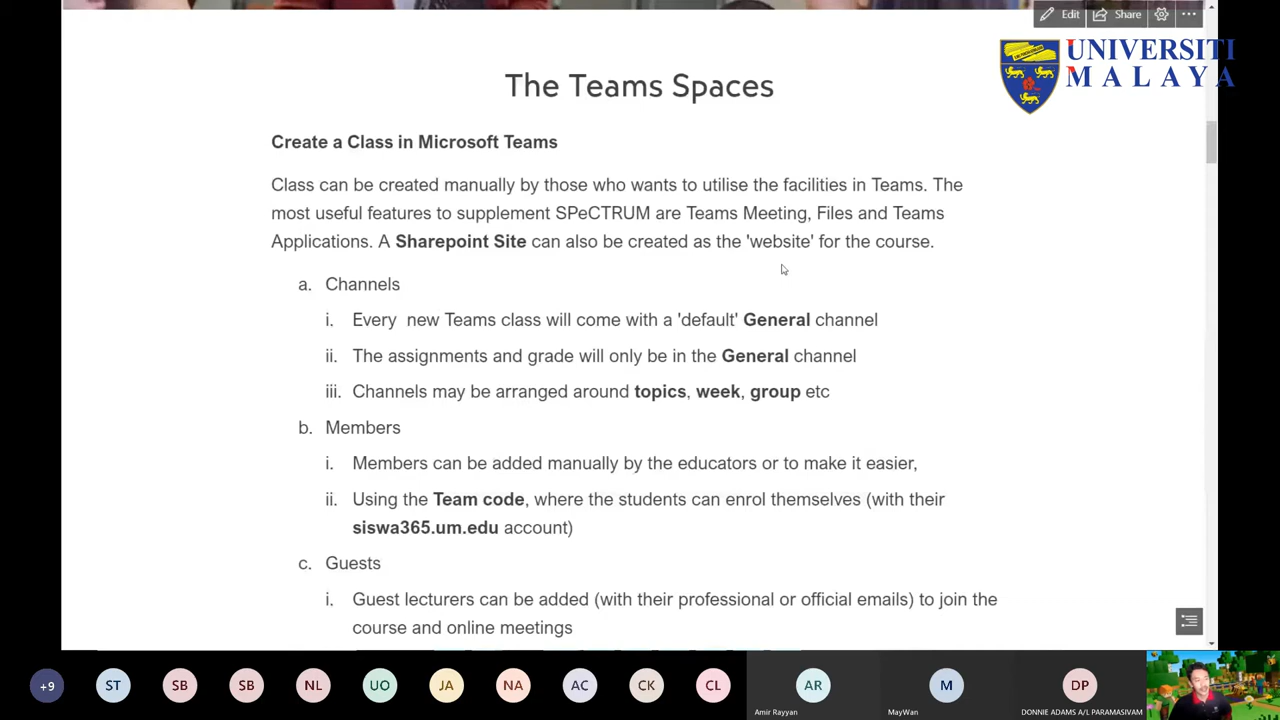 Edit
Share
UNIVERSITI
MALAYA
The Teams Spaces
Create a Class in Microsoft Teams
Class can be created manually by those who wants to utilise the facilities in Teams. The
most useful features to supplement SPeCTRUM are Teams Meeting, Files and Teams
Applications. A Sharepoint Site can also be created as the 'website' for the course.
a. Channels
i. Every new Teams class will come with a 'default' General channel
ii. The assignments and grade will only be in the General channel
iii. Channels may be arranged around topics, week, group etc
b. Members
i. Members can be added manually by the educators or to make it easier,
ii. Using the Team code, where the students can enrol themselves (with their
siswa365.um.edu account)
c. Guests
i. Guest lecturers can be added (with their professional or official emails) to join the
course and online meetings
+9 ST SB SB NL UO JA NA AC CK CL AR M DP
Amir Rayyan MayWan DONNIE ADAMS A/L PARAMASIVAM